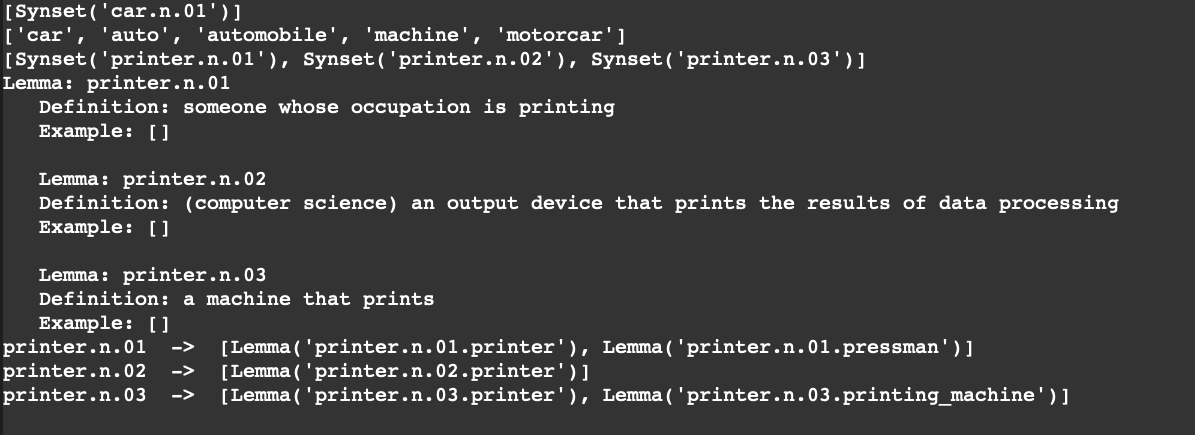 [Synset('car.n.01')]
['car', 'auto', 'automobile', 'machine', 'motorcar']
[Synset('printer.n.01'), Synset('printer.n.02'), Synset('printer.n.03')]
Lemma: printer.n.01
   Definition: someone whose occupation is printing
   Example: []

   Lemma: printer.n.02
   Definition: (computer science) an output device that prints the results of data processing
   Example: []

   Lemma: printer.n.03
   Definition: a machine that prints
   Example: []
printer.n.01  ->  [Lemma('printer.n.01.printer'), Lemma('printer.n.01.pressman')]
printer.n.02  ->  [Lemma('printer.n.02.printer')]
printer.n.03  ->  [Lemma('printer.n.03.printer'), Lemma('printer.n.03.printing_machine')]